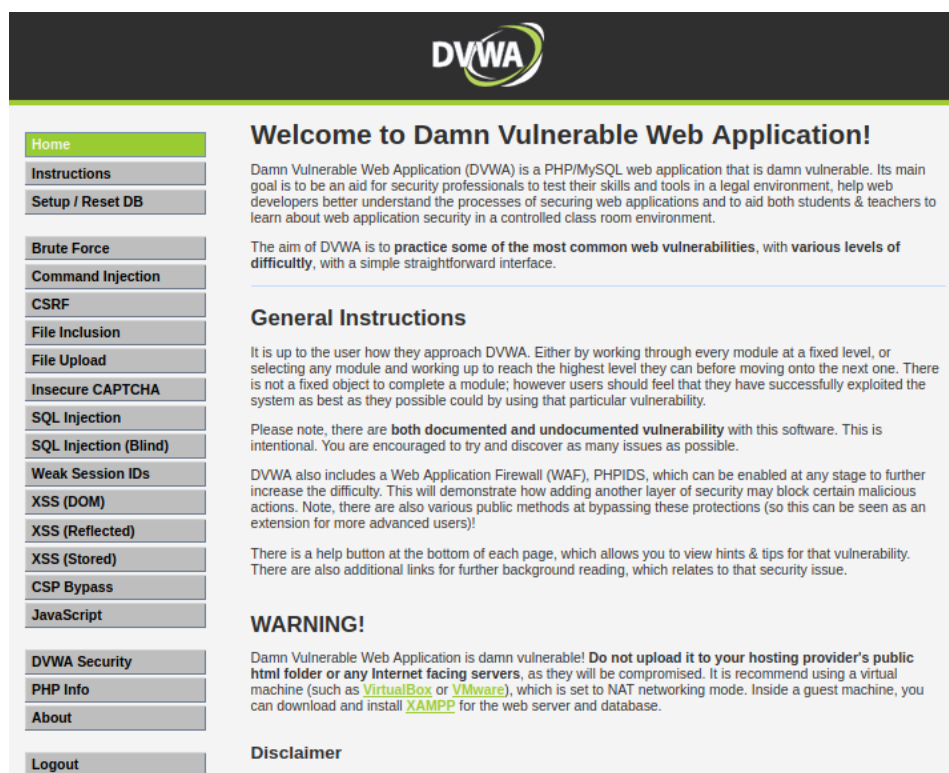 DVWA
Home
Instructions
Setup / Reset DB
Brute Force
Command Injection
CSRF
File Inclusion
File Upload
Insecure CAPTCHA
SQL Injection
SQL Injection (Blind)
Weak Session IDs
XSS (DOM)
XSS (Reflected)
XSS (Stored)
CSP Bypass
JavaScript
DVWA Security
PHP Info
About
Logout
Welcome to Damn Vulnerable Web Application!
Damn Vulnerable Web Application (DVWA) is a PHP/MySQL web application that is damn vulnerable. Its main
goal is to be an aid for security professionals to test their skills and tools in a legal environment, help web
developers better understand the processes of securing web applications and to aid both students & teachers to
learn about web application security in a controlled class room environment.
The aim of DVWA is to practice some of the most common web vulnerabilities, with various levels of
difficultly, with a simple straightforward interface.
General Instructions
It is up to the user how they approach DVWA. Either by working through every module at a fixed level, or
selecting any module and working up to reach the highest level they can before moving onto the next one. There
is not a fixed object to complete a module; however users should feel that they have successfully exploited the
system as best as they possible could by using that particular vulnerability.
Please note, there are both documented and undocumented vulnerability with this software. This is
intentional. You are encouraged to try and discover as many issues as possible.
DVWA also includes a Web Application Firewall (WAF), PHPIDS, which can be enabled at any stage to further
increase the difficulty. This will demonstrate how adding another layer of security may block certain malicious
actions. Note, there are also various public methods at bypassing these protections (so this can be seen as an
extension for more advanced users)!
There is a help button at the bottom of each page, which allows you to view hints & tips for that vulnerability.
There are also additional links for further background reading, which relates to that security issue.
WARNING!
Damn Vulnerable Web Application is damn vulnerable! Do not upload it to your hosting provider's public
html folder or any Internet facing servers, as they will be compromised. It is recommend using a virtual
machine (such as VirtualBox or VMware), which is set to NAT networking mode. Inside a guest machine, you
can download and install XAMPP for the web server and database.
Disclaimer